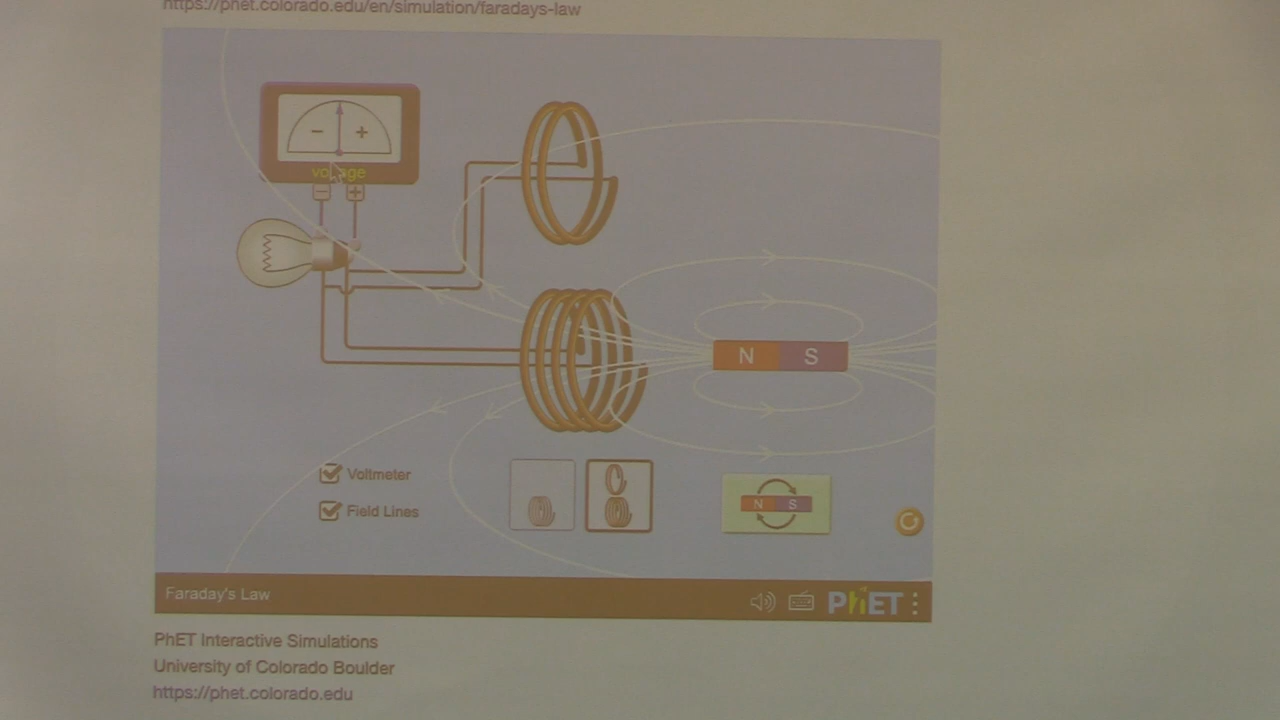 https://phet.colorado.edu/en/simulation/faradays-law
− +
voltage
− +
N S
Voltmeter
Field Lines
N S
Faraday's Law
PhET
PhET Interactive Simulations
University of Colorado Boulder
https://phet.colorado.edu